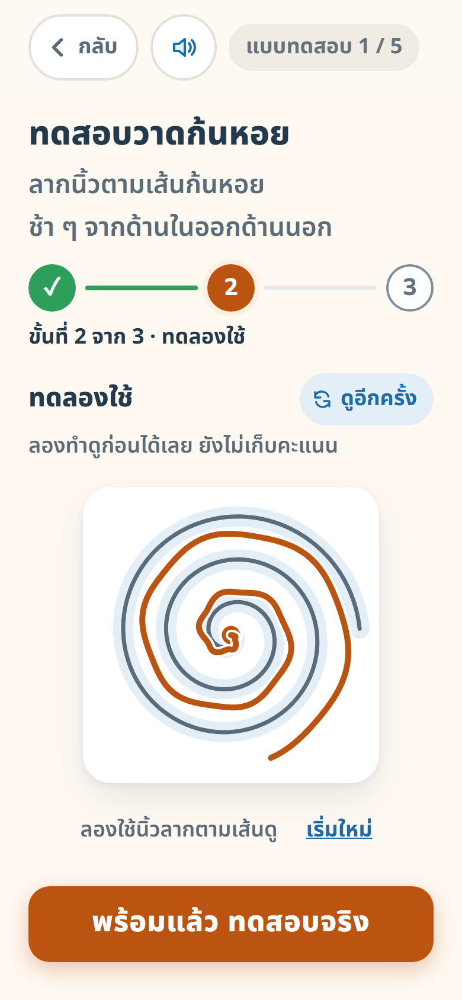 กลับ
แบบทดสอบ 1 / 5
ทดสอบวาดก้นหอย
ลากนิ้วตามเส้นก้นหอย
ช้า ๆ จากด้านในออกด้านนอก
✓ 2 3
ขั้นที่ 2 จาก 3 · ทดลองใช้
ทดลองใช้
ดูอีกครั้ง
ลองทำดูก่อนได้เลย ยังไม่เก็บคะแนน
ลองใช้นิ้วลากตามเส้นดู
เริ่มใหม่
พร้อมแล้ว ทดสอบจริง